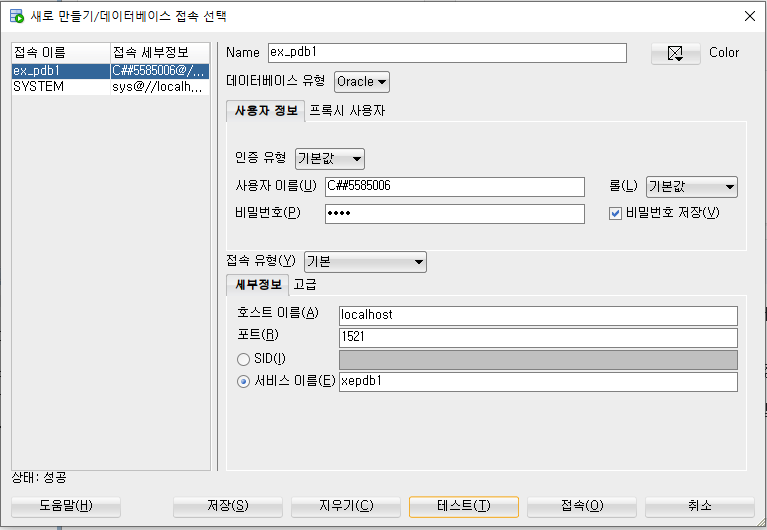 새로 만들기/데이터베이스 접속 선택
접속 이름 접속 세부정보
ex_pdb1 C##5585006@/...
SYSTEM sys@//localh...
Name ex_pdb1 Color
데이터베이스 유형 Oracle
사용자 정보 프록시 사용자
인증 유형 기본값
사용자 이름(U) C##5585006 롤(L) 기본값
비밀번호(P) •••• 비밀번호 저장(V)
접속 유형(Y) 기본
세부정보 고급
호스트 이름(A) localhost
포트(R) 1521
SID(I)
서비스 이름(E) xepdb1
상태: 성공
도움말(H) 저장(S) 지우기(C) 테스트(T) 접속(O) 취소